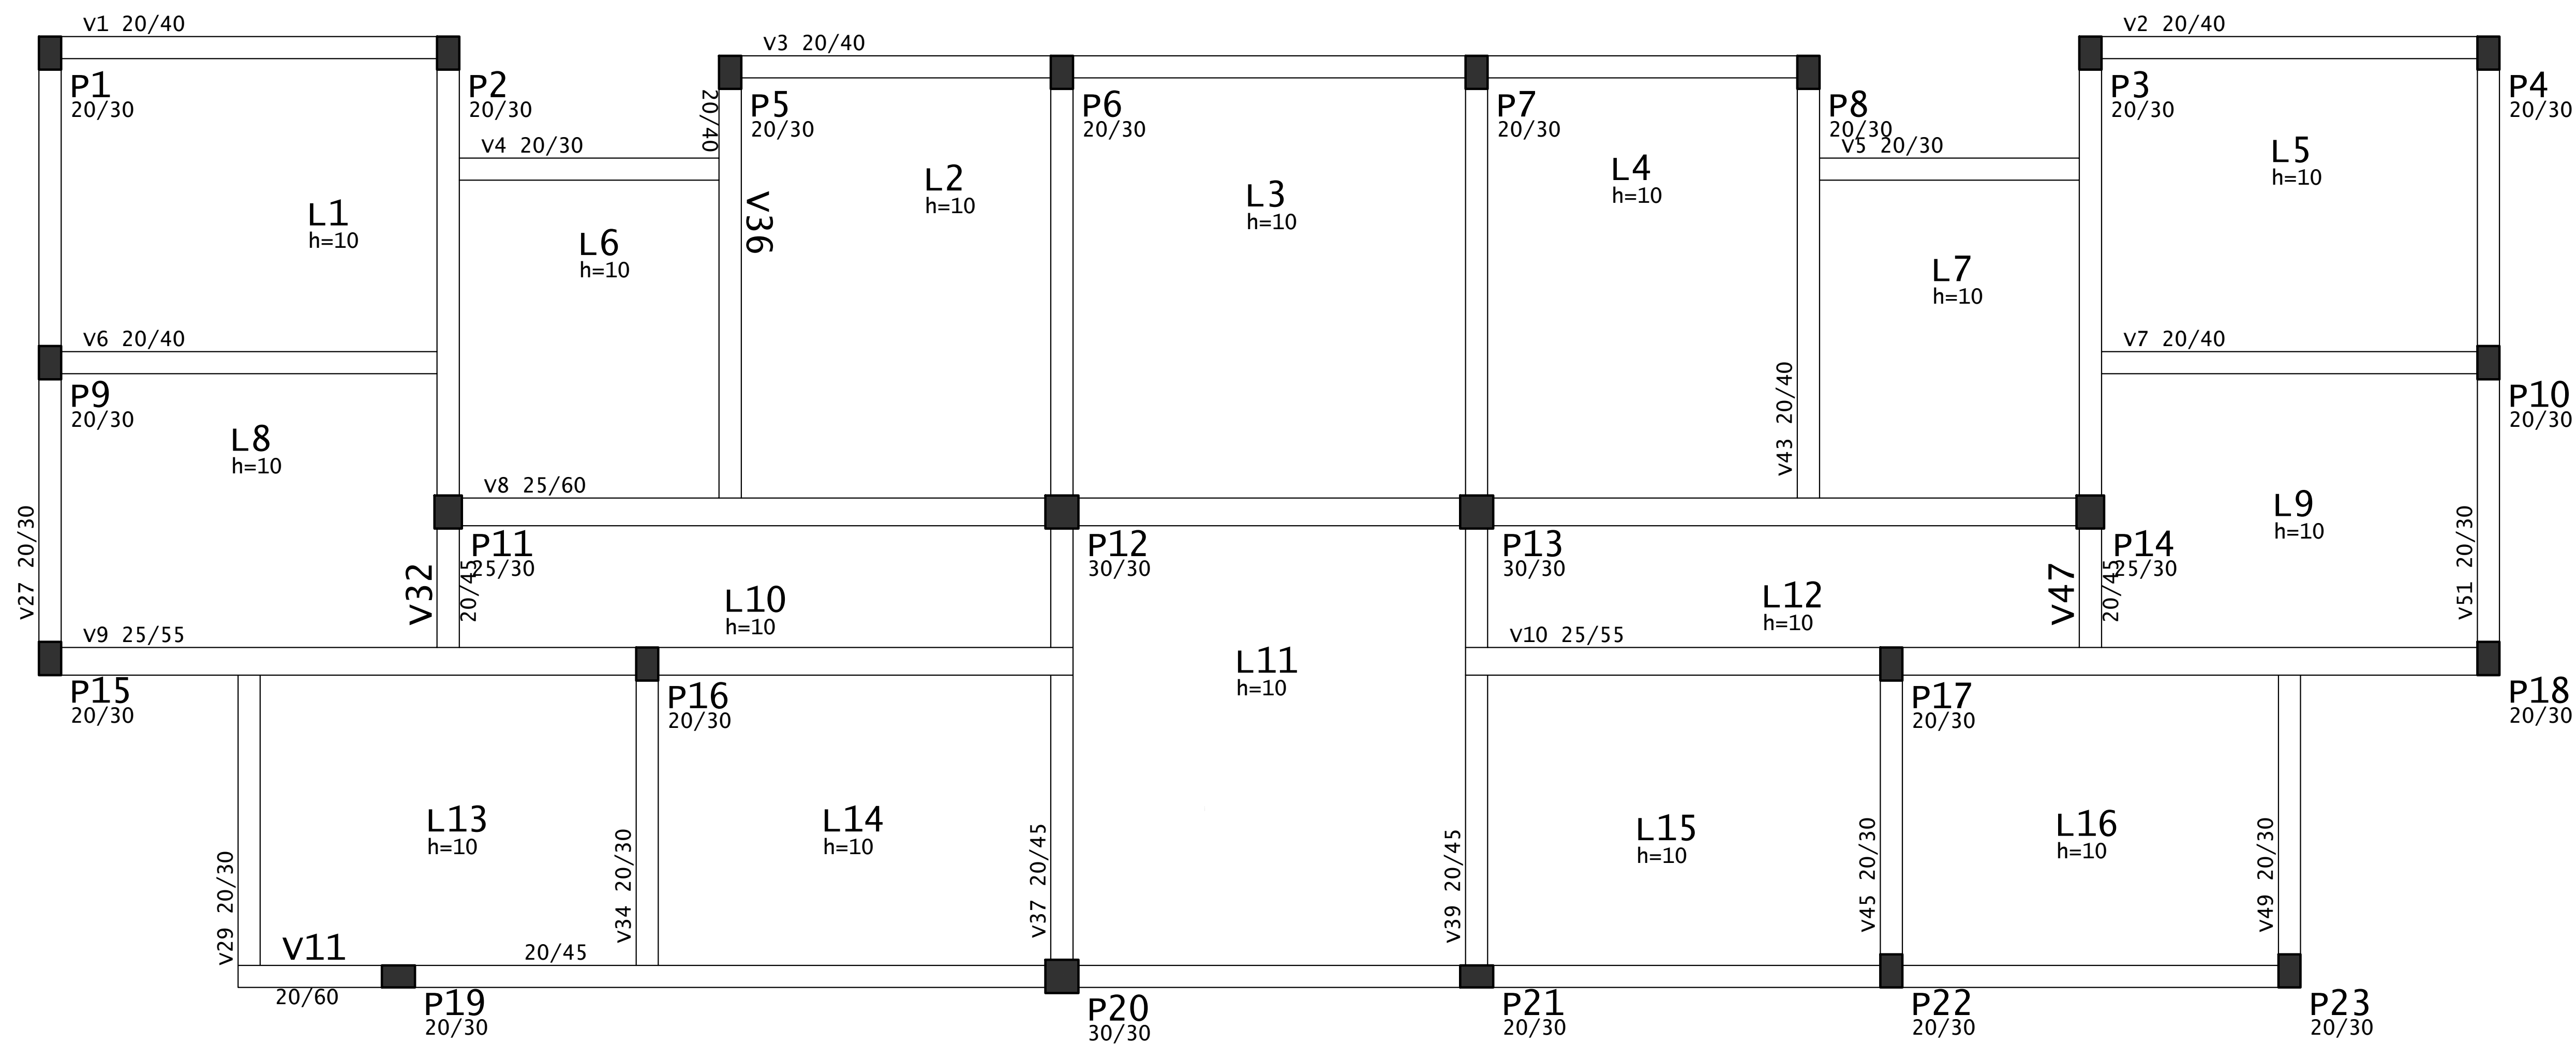 V1 20/40
V2 20/40
V3 20/40
P1
20/30
P2
20/30
P5
20/30
P6
20/30
P7
20/30
P8
20/30
P3
20/30
P4
20/30
20/40
V36
V4 20/30
V5 20/30
L1
h=10
L6
h=10
L2
h=10
L3
h=10
L4
h=10
L7
h=10
L5
h=10
V6 20/40
V7 20/40
V43 20/40
P9
20/30
P10
20/30
L8
h=10
L9
h=10
V8 25/60
V27 20/30
V51 20/30
P11
25/30
P12
30/30
P13
30/30
P14
25/30
V32
20/45
V47
20/45
L10
h=10
L12
h=10
V9 25/55
V10 25/55
L11
h=10
P15
20/30
P16
20/30
P17
20/30
P18
20/30
L13
h=10
L14
h=10
L15
h=10
L16
h=10
V29 20/30
V34 20/30
V37 20/45
V39 20/45
V45 20/30
V49 20/30
V11
20/45
20/60
P19
20/30
P20
30/30
P21
20/30
P22
20/30
P23
20/30